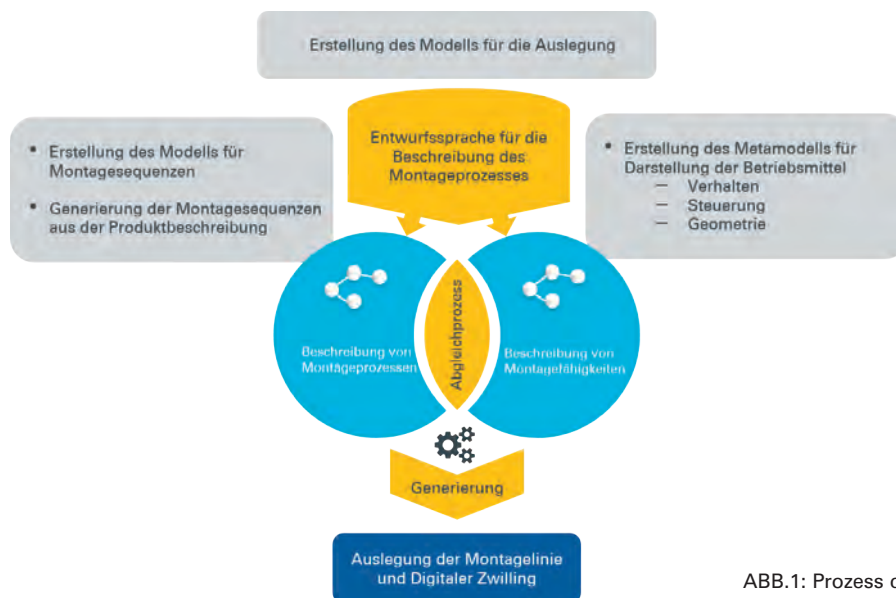 Erstellung des Modells für die Auslegung
Entwurfssprache für die
Beschreibung des
Montageprozesses
• Erstellung des Modells für
Montagesequenzen
• Generierung der Montagesequenzen
aus der Produktbeschreibung
• Erstellung des Metamodells für
Darstellung der Betriebsmittel
— Verhalten
— Steuerung
— Geometrie
Beschreibung von
Montageprozessen
Abgleichprozess
Beschreibung von
Montagefähigkeiten
Generierung
Auslegung der Montagelinie
und Digitaler Zwilling
ABB.1: Prozess